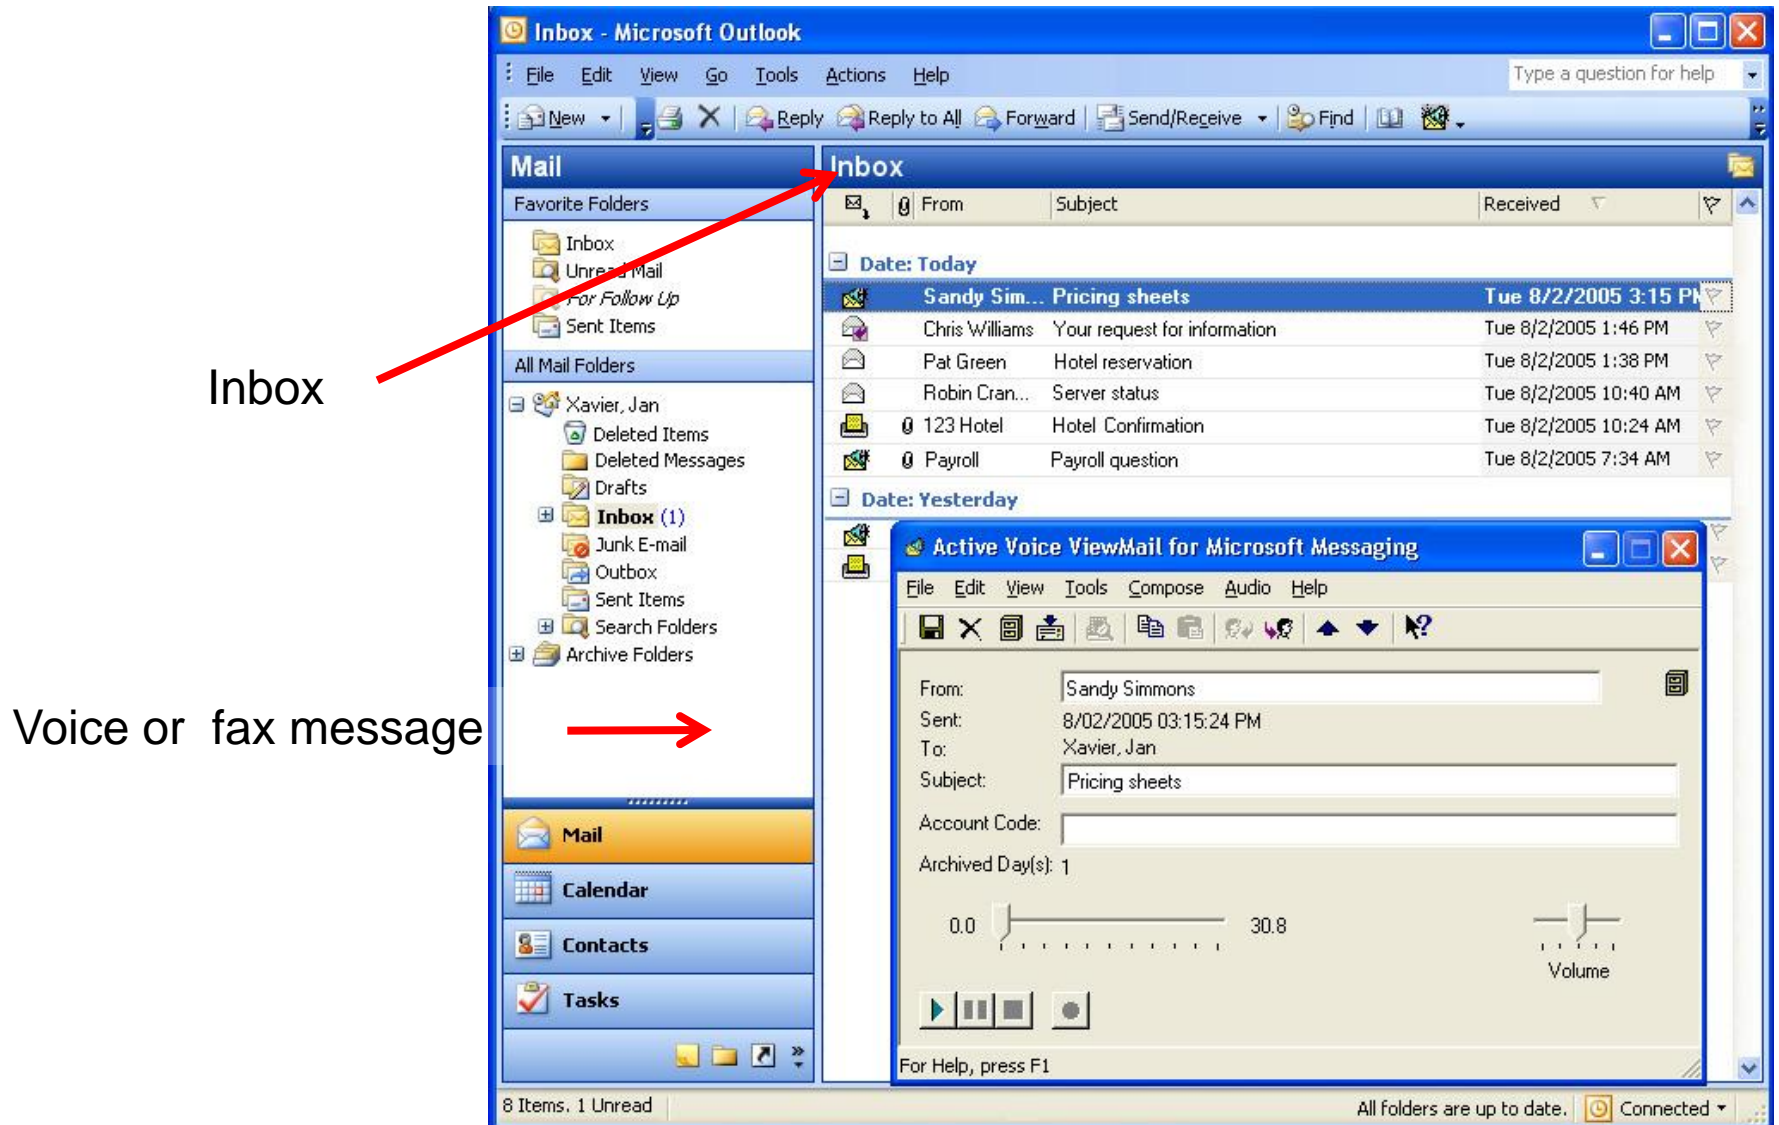 Inbox - Microsoft Outlook
File Edit View Go Tools Actions Help Type a question for help
New Reply Reply to All Forward Send/Receive Find
Mail
Favorite Folders
Inbox
Unread Mail
For Follow Up
Sent Items
All Mail Folders
Xavier, Jan
Deleted Items
Deleted Messages
Drafts
Inbox (1)
Junk E-mail
Outbox
Sent Items
Search Folders
Archive Folders
Mail
Calendar
Contacts
Tasks
Inbox
From Subject Received
Date: Today
Sandy Sim... Pricing sheets Tue 8/2/2005 3:15 PM
Chris Williams Your request for information Tue 8/2/2005 1:46 PM
Pat Green Hotel reservation Tue 8/2/2005 1:38 PM
Robin Cran... Server status Tue 8/2/2005 10:40 AM
123 Hotel Hotel Confirmation Tue 8/2/2005 10:24 AM
Payroll Payroll question Tue 8/2/2005 7:34 AM
Date: Yesterday
Active Voice ViewMail for Microsoft Messaging
File Edit View Tools Compose Audio Help
From: Sandy Simmons
Sent: 8/02/2005 03:15:24 PM
To: Xavier, Jan
Subject: Pricing sheets
Account Code:
Archived Day(s): 1
0.0 30.8
Volume
For Help, press F1
8 Items. 1 Unread All folders are up to date. Connected
Inbox
Voice or fax message